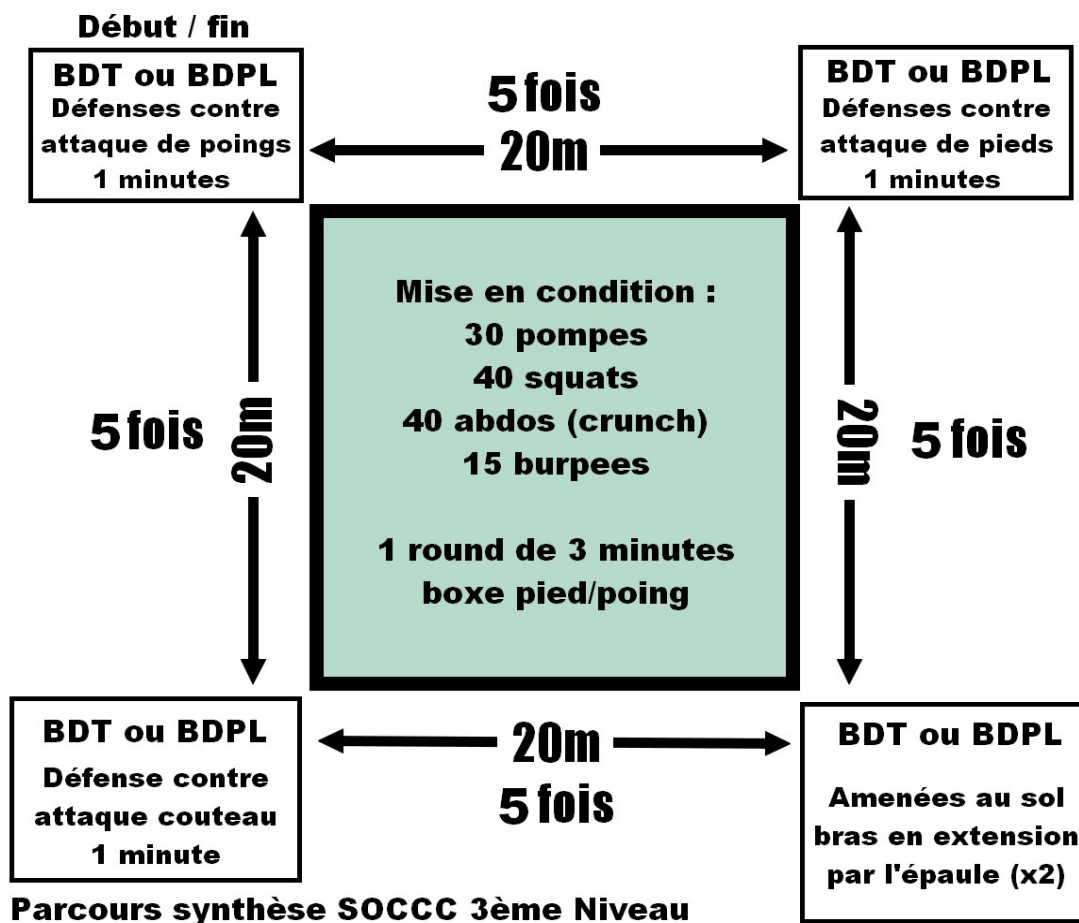 Début / fin
BDT ou BDPL
Défenses contre
attaque de poings
1 minutes
5 fois
20m
BDT ou BDPL
Défenses contre
attaque de pieds
1 minutes
5 fois
20m
Mise en condition :
30 pompes
40 squats
40 abdos (crunch)
15 burpees
1 round de 3 minutes
boxe pied/poing
20m
5 fois
BDT ou BDPL
Défense contre
attaque couteau
1 minute
20m
5 fois
BDT ou BDPL
Amenées au sol
bras en extension
par l'épaule (x2)
Parcours synthèse SOCCC 3ème Niveau